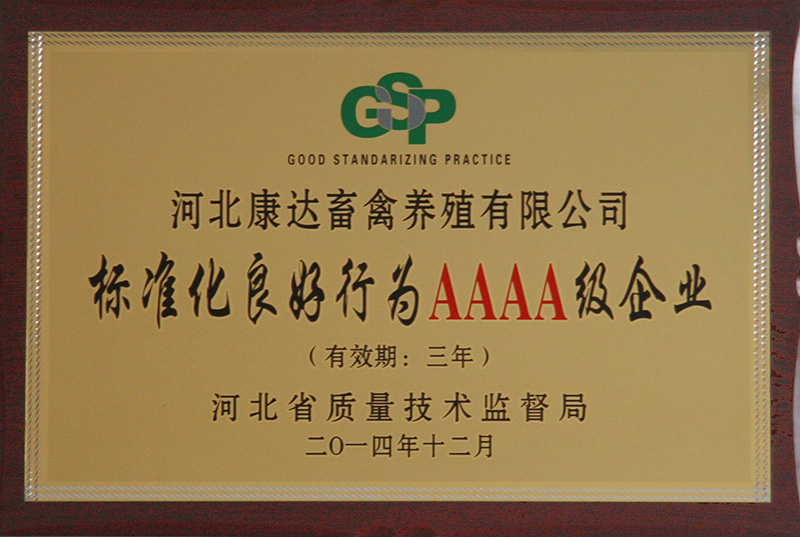 GSP
GOOD STANDARIZING PRACTICE
河北康达畜禽养殖有限公司
标准化良好行为AAAA级企业
（有效期：三年）
河北省质量技术监督局
二O一四年十二月